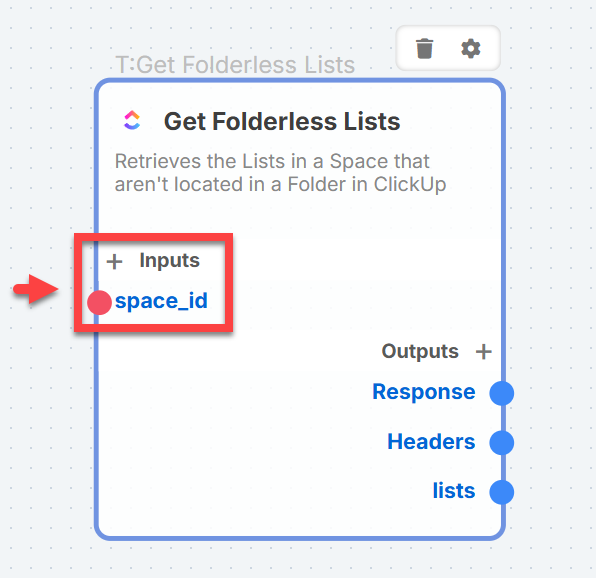 T:Get Folderless Lists
Get Folderless Lists
Retrieves the Lists in a Space that
aren't located in a Folder in ClickUp
+ Inputs
space_id
Outputs +
Response
Headers
lists